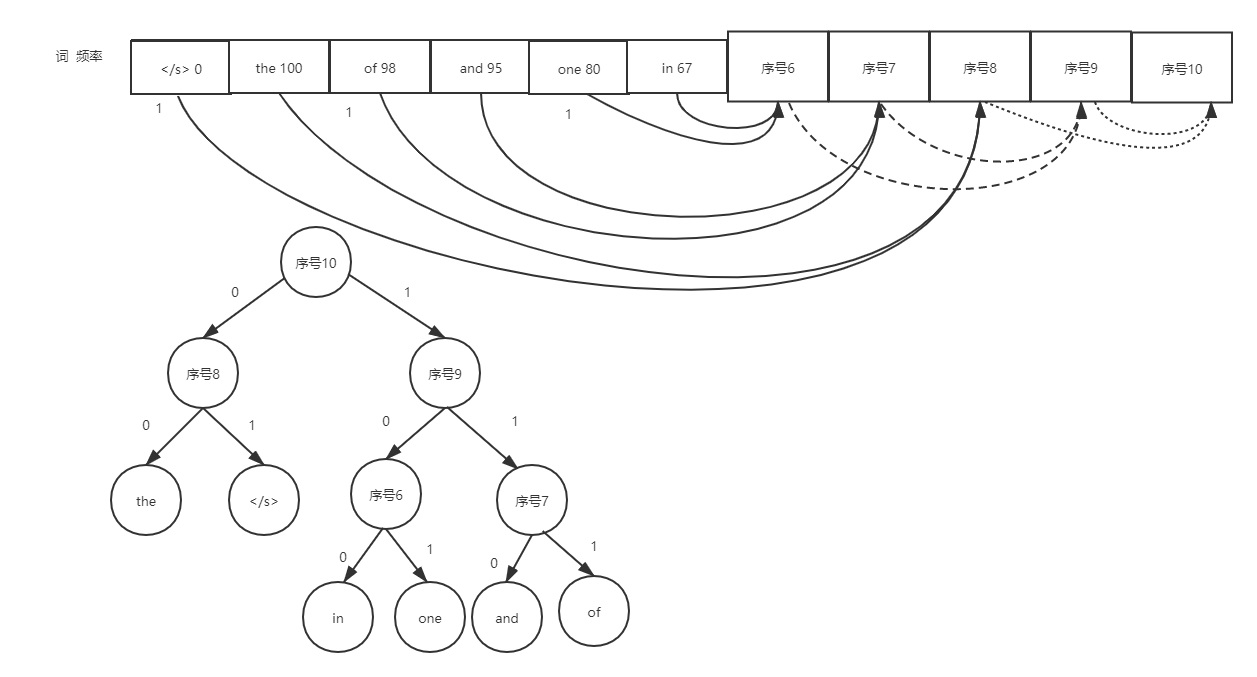 词 频率
</s> 0
the 100
of 98
and 95
one 80
in 67
序号6
序号7
序号8
序号9
序号10
1
1
1
序号10
0
1
序号8
序号9
0
1
0
1
the
</s>
序号6
序号7
0
1
0
1
in
one
and
of